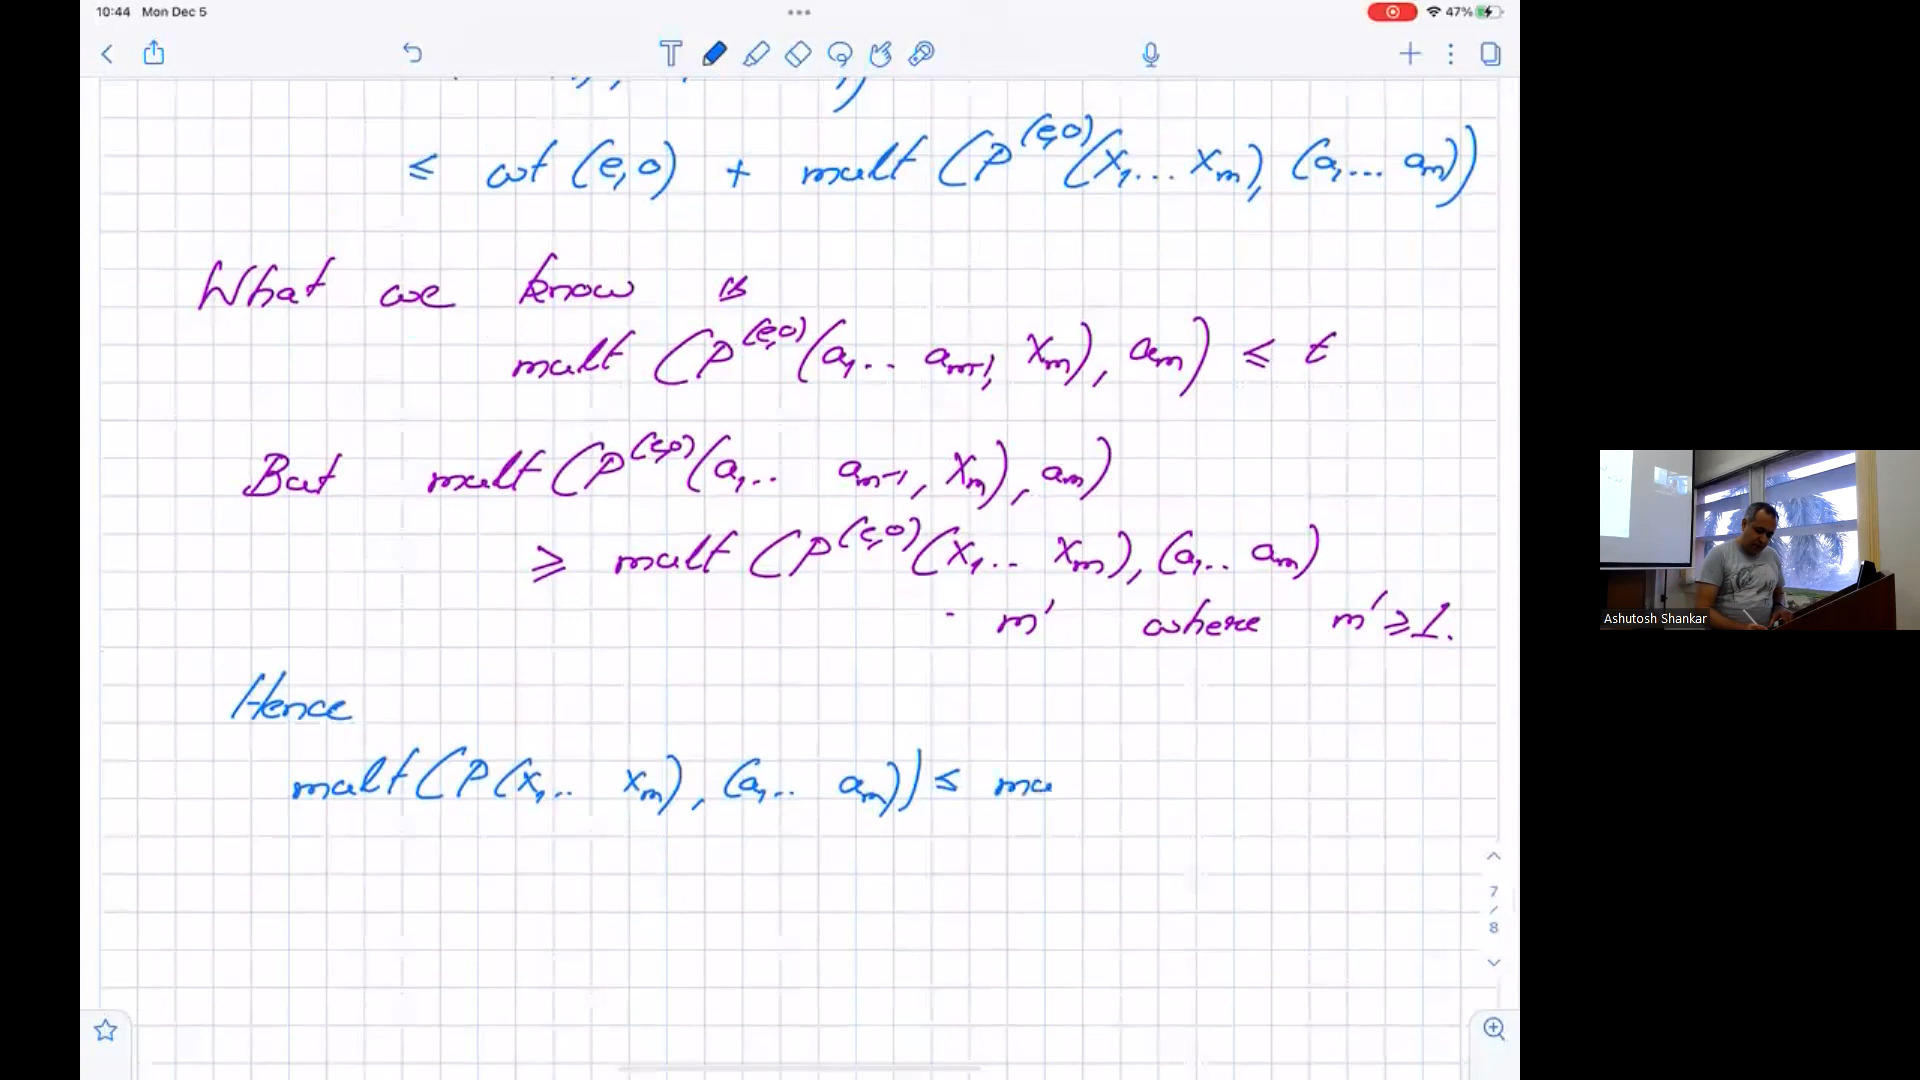 10:44 Mon Dec 5
47%
≤ wt (e,0) + mult (P^{(e,0)}(X_1... X_m), (a_1... a_m))
What we know is
mult (P^{(e,0)}(a_1.. a_{m-1}, X_m), a_m) ≤ t
But mult (P^{(e,0)}(a_1.. a_{m-1}, X_m), a_m)
≥ mult (P^{(e,0)}(X_1.. X_m), (a_1.. a_m)
- m' where m' ≥ 1.
Hence
mult (P(X_1.. X_m), (a_1.. a_m)) ≤ ma
7
/
8
Ashutosh Shankar